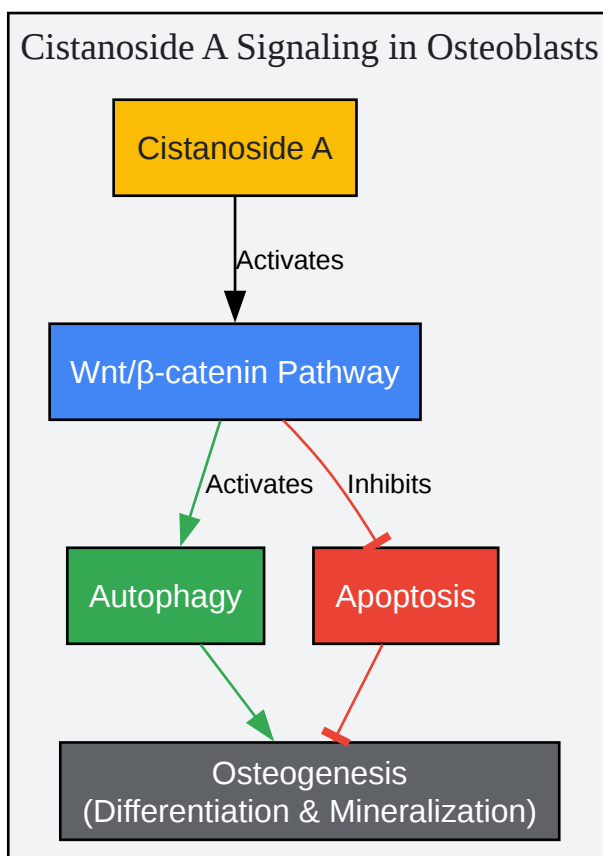 Cistanoside A Signaling in Osteoblasts
Cistanoside A
Activates
Wnt/β-catenin Pathway
Activates
Inhibits
Autophagy
Apoptosis
Osteogenesis
(Differentiation & Mineralization)